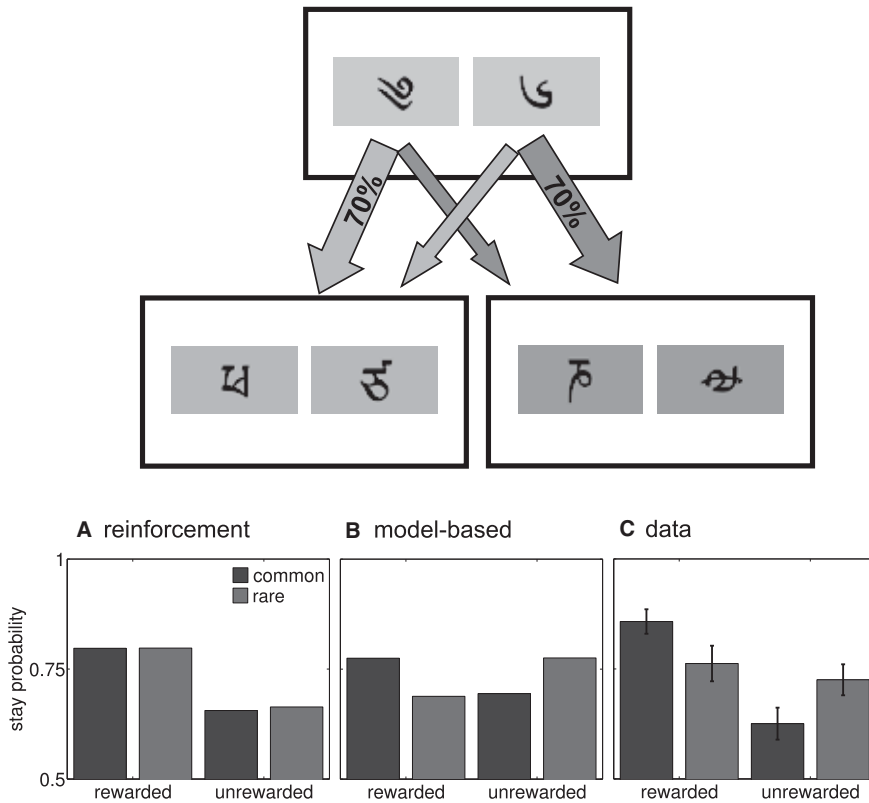 70%
70%
A reinforcement
B model-based
C data
common
rare
stay probability
1
0.75
0.5
rewarded
unrewarded
rewarded
unrewarded
rewarded
unrewarded